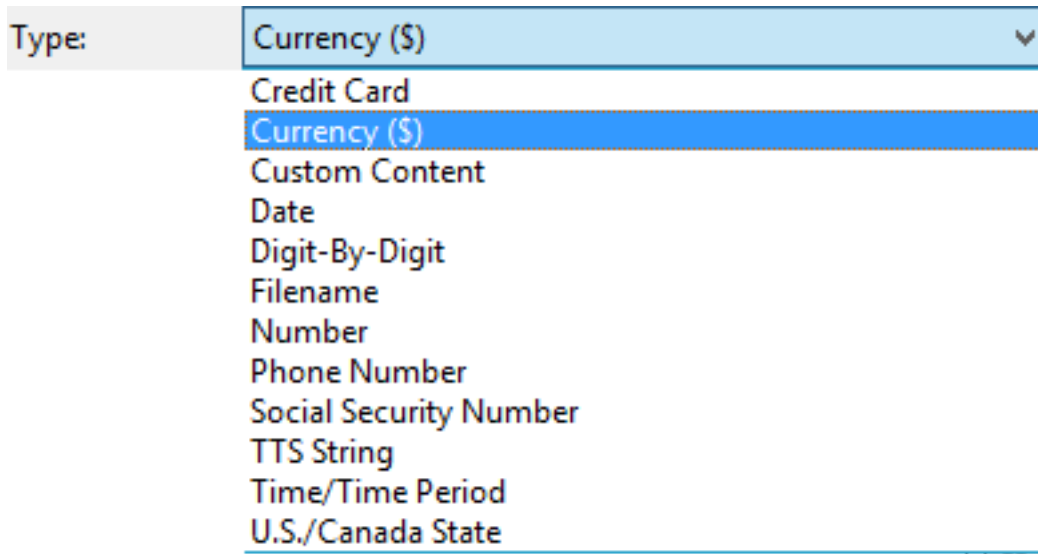 Type: Currency ($)
Credit Card
Currency ($)
Custom Content
Date
Digit-By-Digit
Filename
Number
Phone Number
Social Security Number
TTS String
Time/Time Period
U.S./Canada State